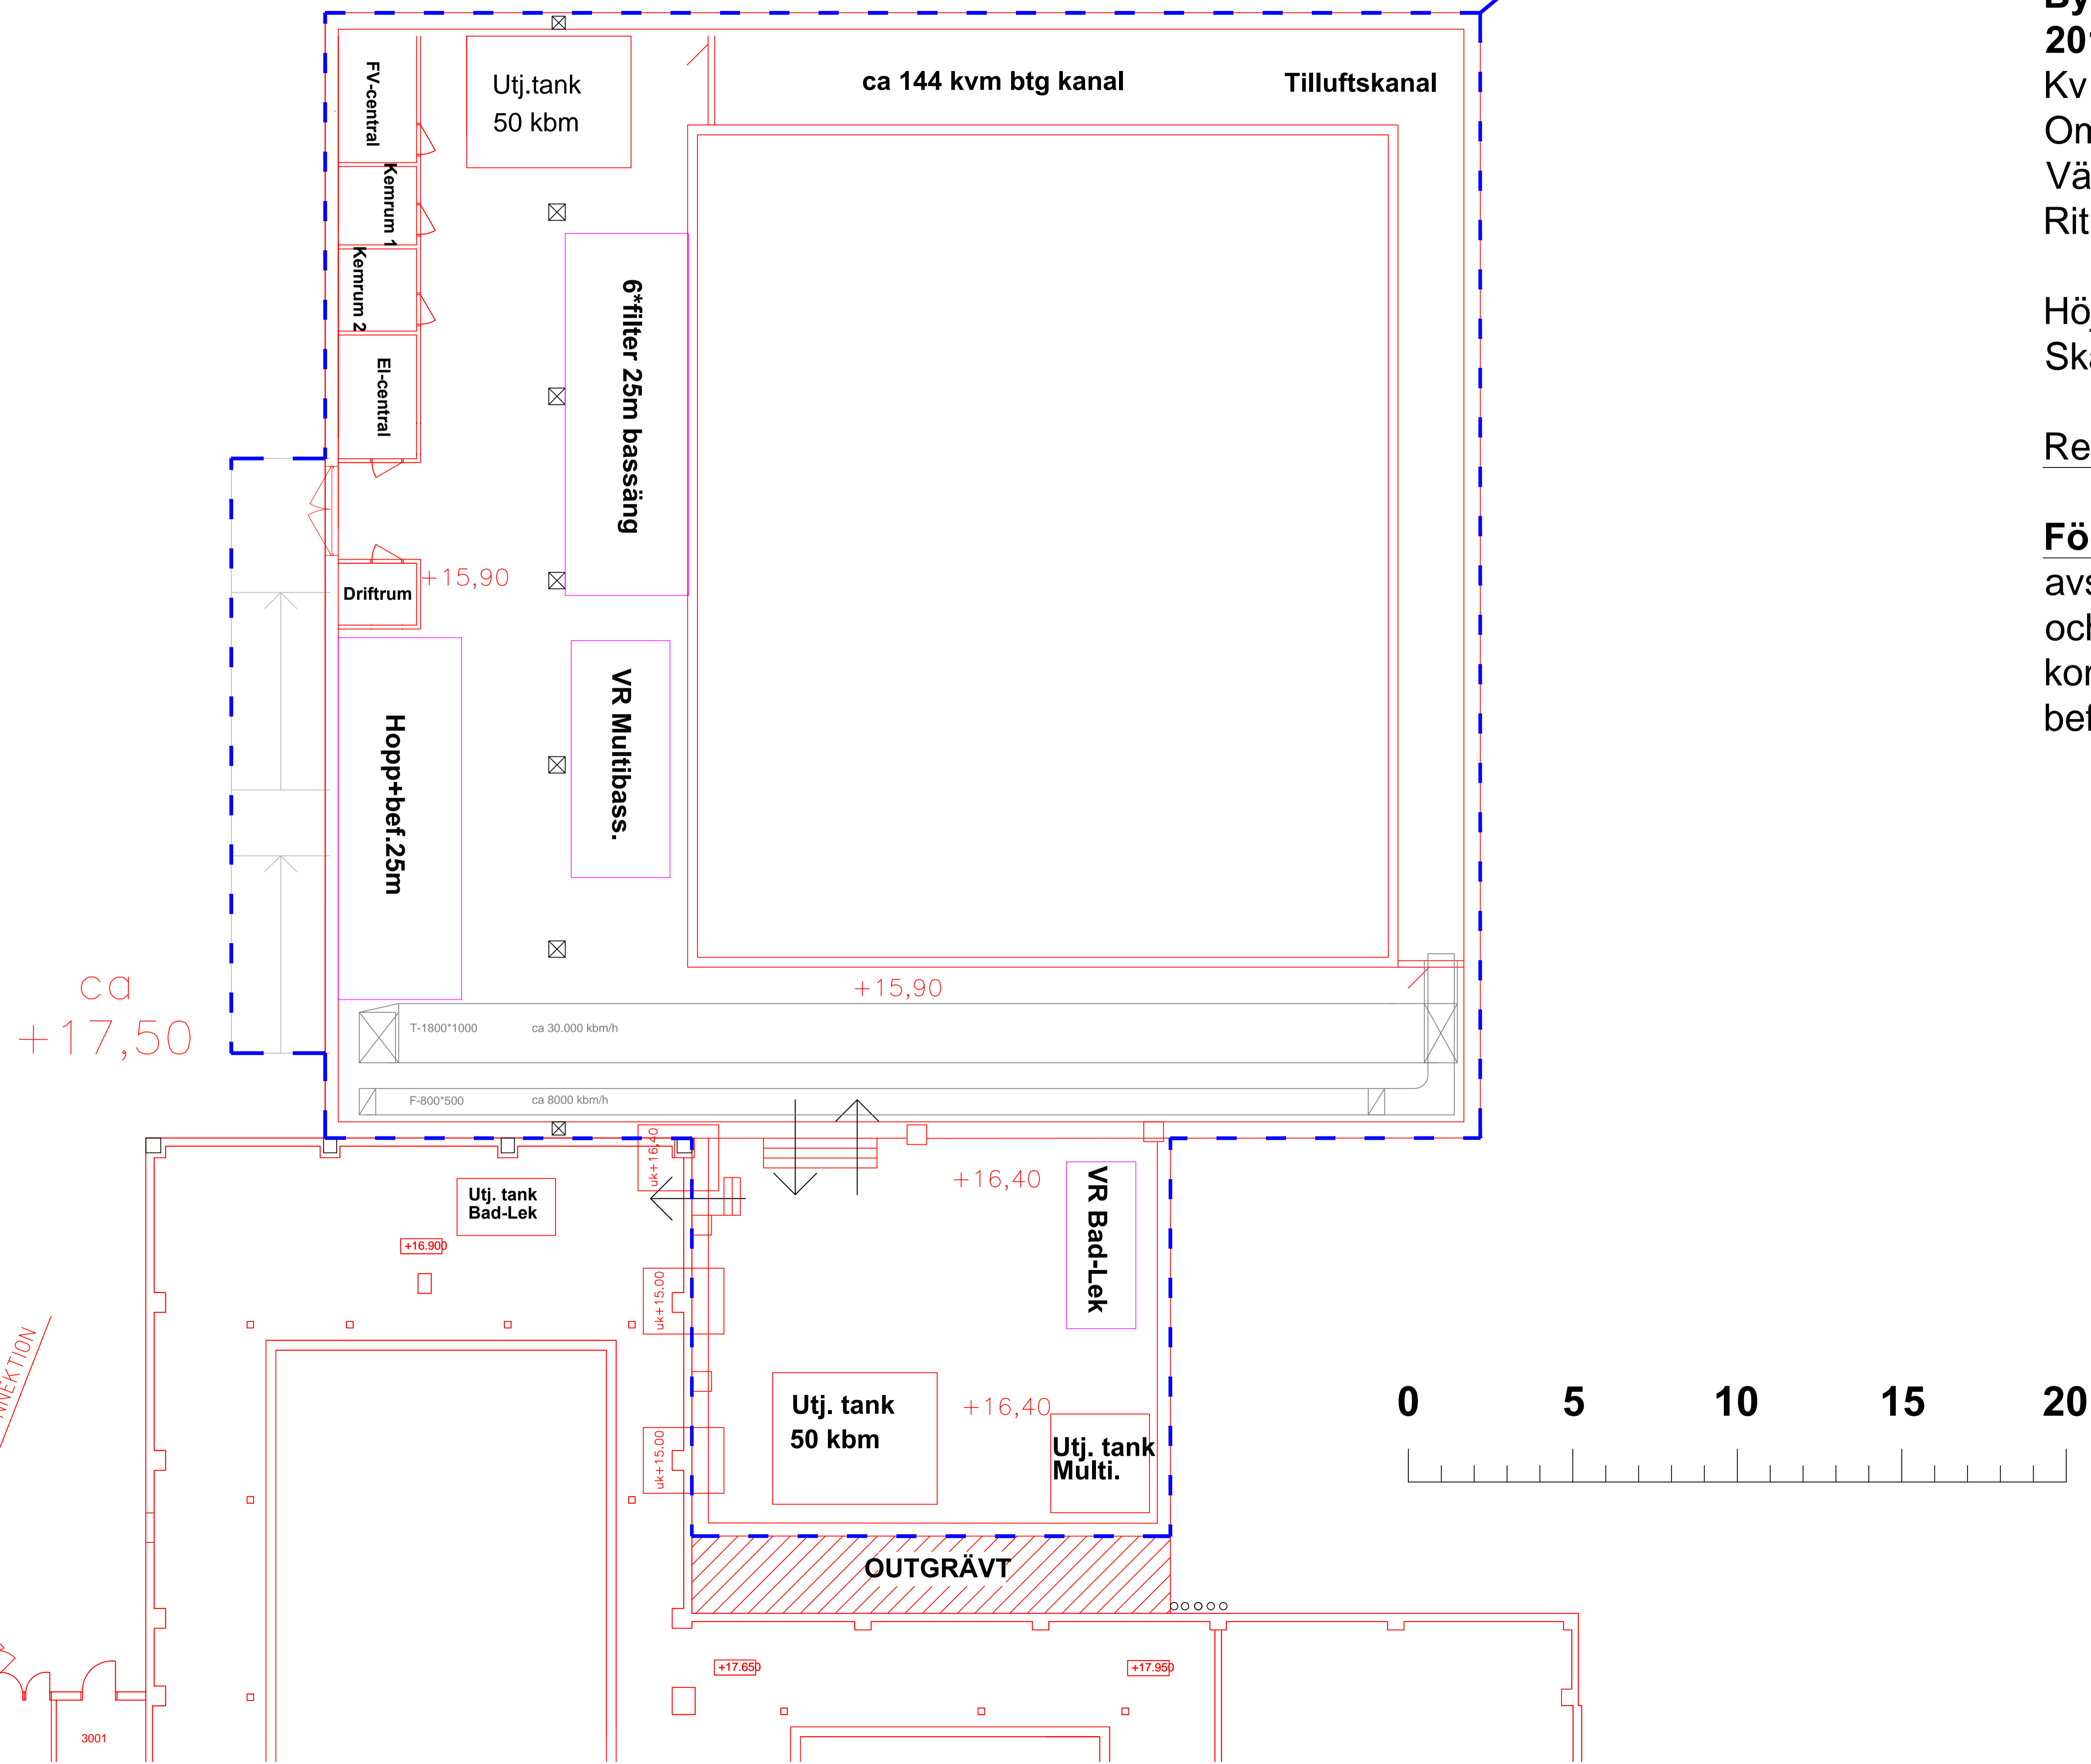 FV-central
Utj.tank
50 kbm
ca 144 kvm btg kanal
Tilluftskanal
Kemrum 1
Kemrum 2
El-central
6*filter 25m bassäng
Driftrum
+15,90
VR Multibass.
Hopp+bef.25m
ca
+17,50
+15,90
T-1800*1000
ca 30.000 kbm/h
F-800*500
ca 8000 kbm/h
uk+16,40
Utj. tank
Bad-Lek
+16.900
+16,40
VR Bad-Lek
uk+15.00
uk+15.00
Utj. tank
50 kbm
+16,40
Utj. tank
Multi.
0 5 10 15 20
OUTGRÄVT
+17.650
+17.950
3001